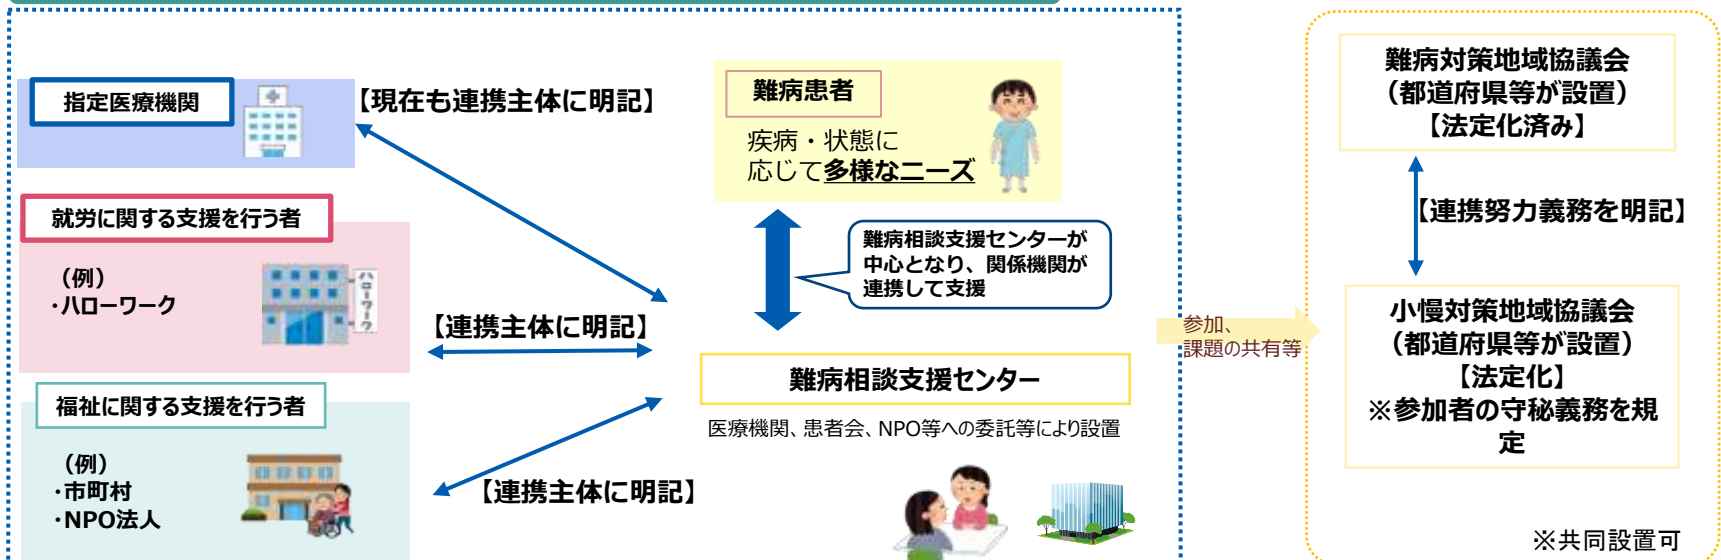 指定医療機関
【現在も連携主体に明記】
就労に関する支援を行う者
（例）
・ハローワーク
ハローワーク
【連携主体に明記】
福祉に関する支援を行う者
（例）
・市町村
・NPO法人
【連携主体に明記】
難病患者
疾病・状態に
応じて多様なニーズ
難病相談支援センターが
中心となり、関係機関が
連携して支援
難病相談支援センター
医療機関、患者会、NPO等への委託等により設置
参加、
課題の共有等
難病対策地域協議会
（都道府県等が設置）
【法定化済み】
【連携努力義務を明記】
小慢対策地域協議会
（都道府県等が設置）
【法定化】
※参加者の守秘義務を規
定
※共同設置可